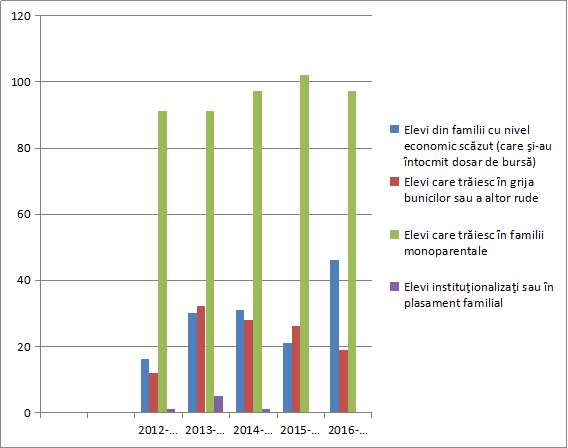 120
100
80
60
40
20
0
2012-...
2013-...
2014-...
2015-...
2016-...
Elevi din familii cu nivel
economic scăzut (care şi-au
întocmit dosar de bursă)
Elevi care trăiesc în grija
bunicilor sau a altor rude
Elevi care trăiesc în familii
monoparentale
Elevi instituţionalizaţi sau în
plasament familial